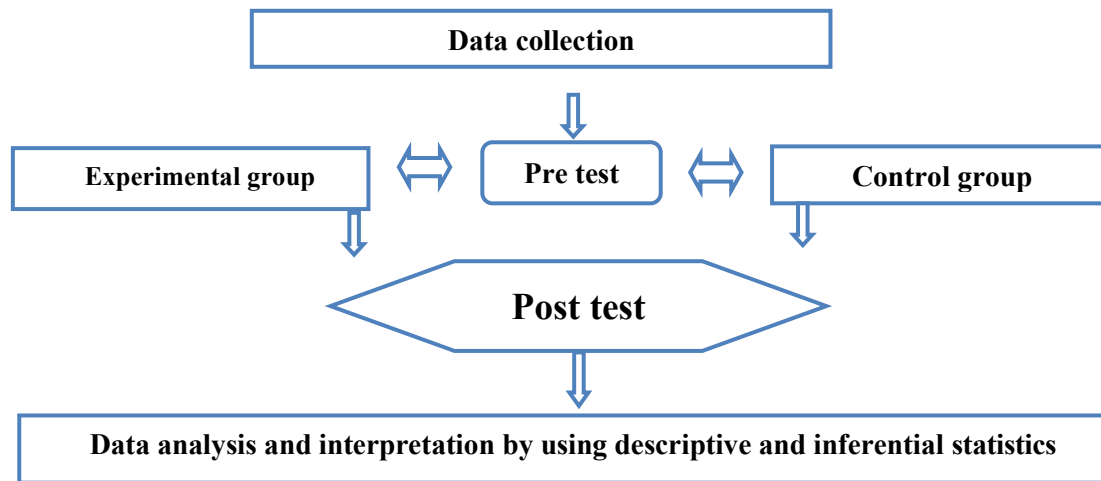 Data collection
Experimental group
Pre test
Control group
Post test
Data analysis and interpretation by using descriptive and inferential statistics